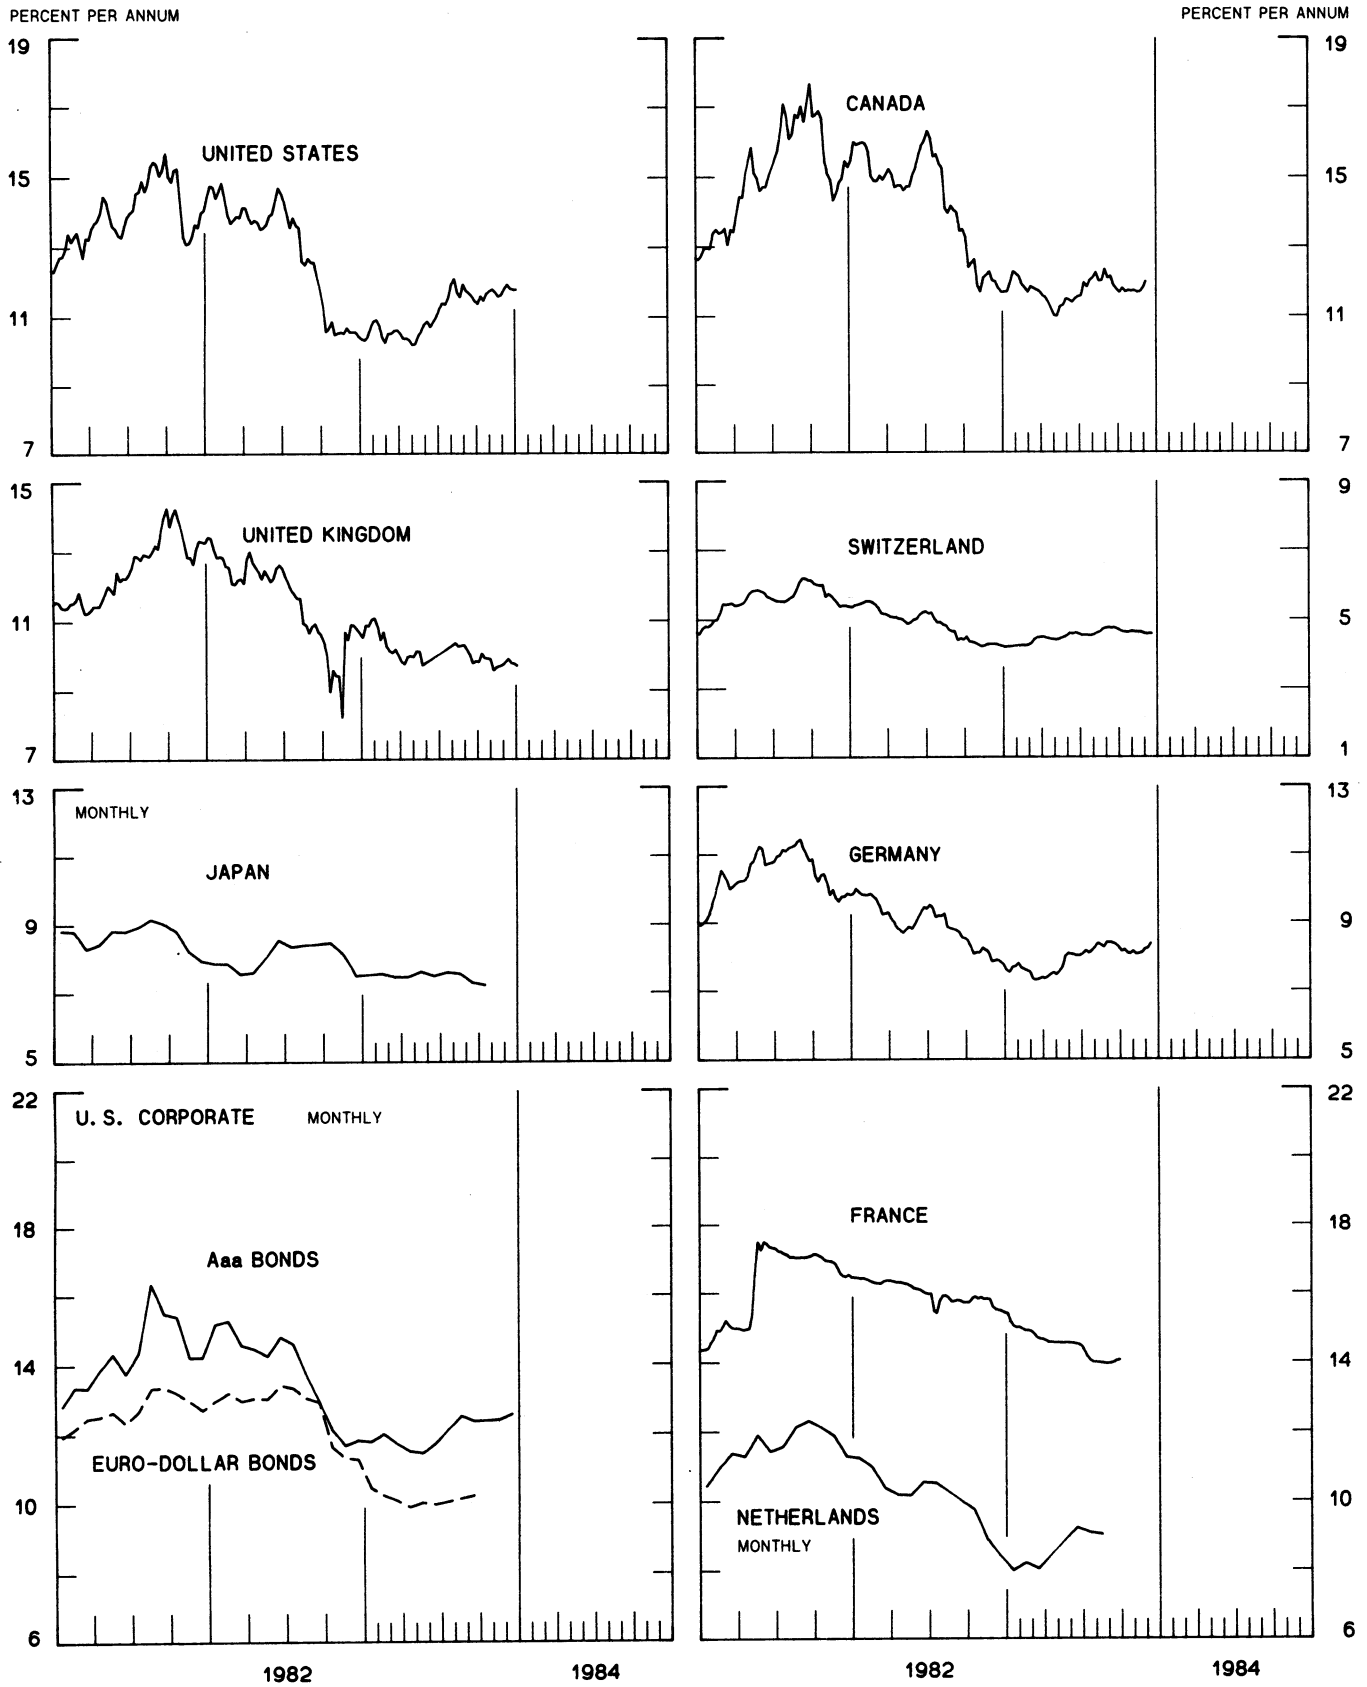 PERCENT PER ANNUM PERCENT PER ANNUM
19 19
CANADA
UNITED STATES
15 15
11 11
7 7
15 9
UNITED KINGDOM
SWITZERLAND
11 5
7 1
13 13
MONTHLY
GERMANY
JAPAN
9 9
5 5
22 22
U. S. CORPORATE MONTHLY
FRANCE
18 18
Aaa BONDS
14 14
EURO-DOLLAR BONDS
10 10
NETHERLANDS
MONTHLY
6 6
1982 1984 1982 1984